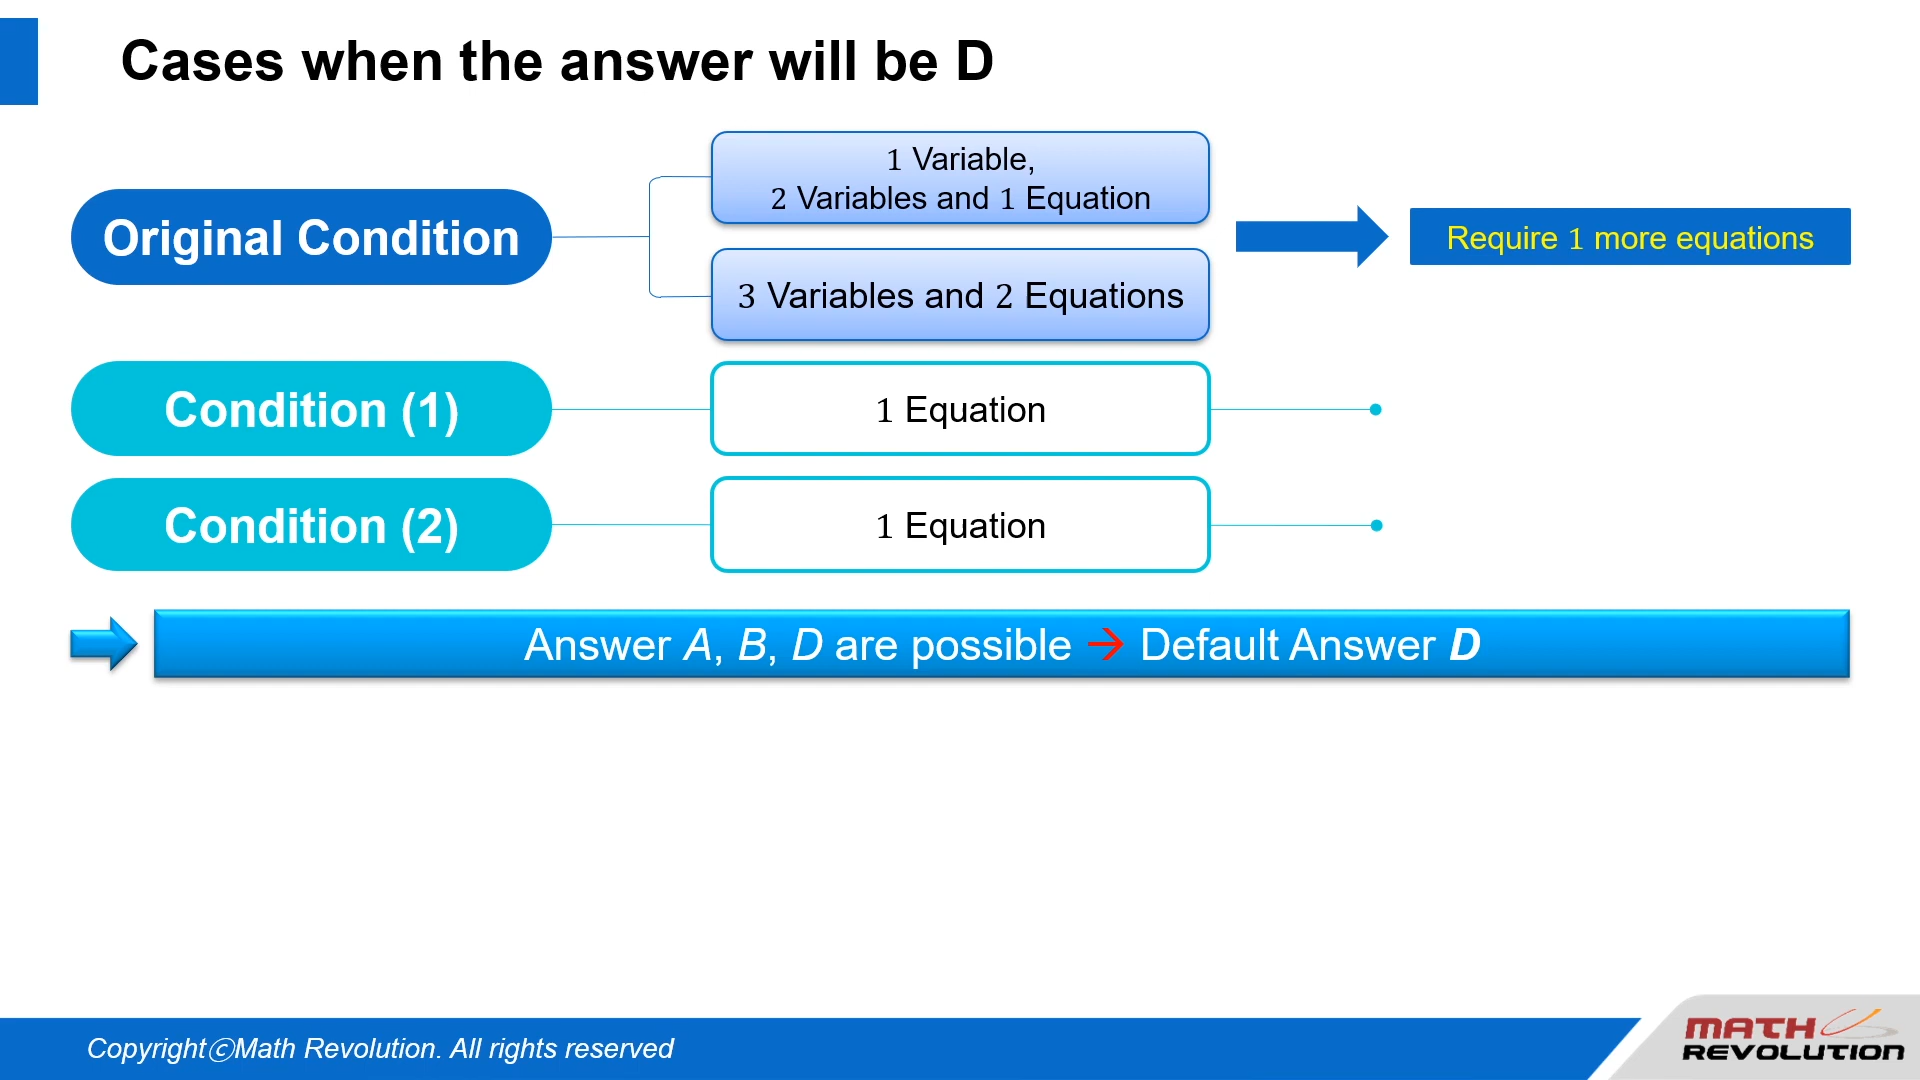 Cases when the answer will be D
Original Condition
1 Variable,
2 Variables and 1 Equation
3 Variables and 2 Equations
Require 1 more equations
Condition (1)
1 Equation
Condition (2)
1 Equation
Answer A, B, D are possible → Default Answer D
CopyrightⓒMath Revolution. All rights reserved
MATH
REVOLUTION